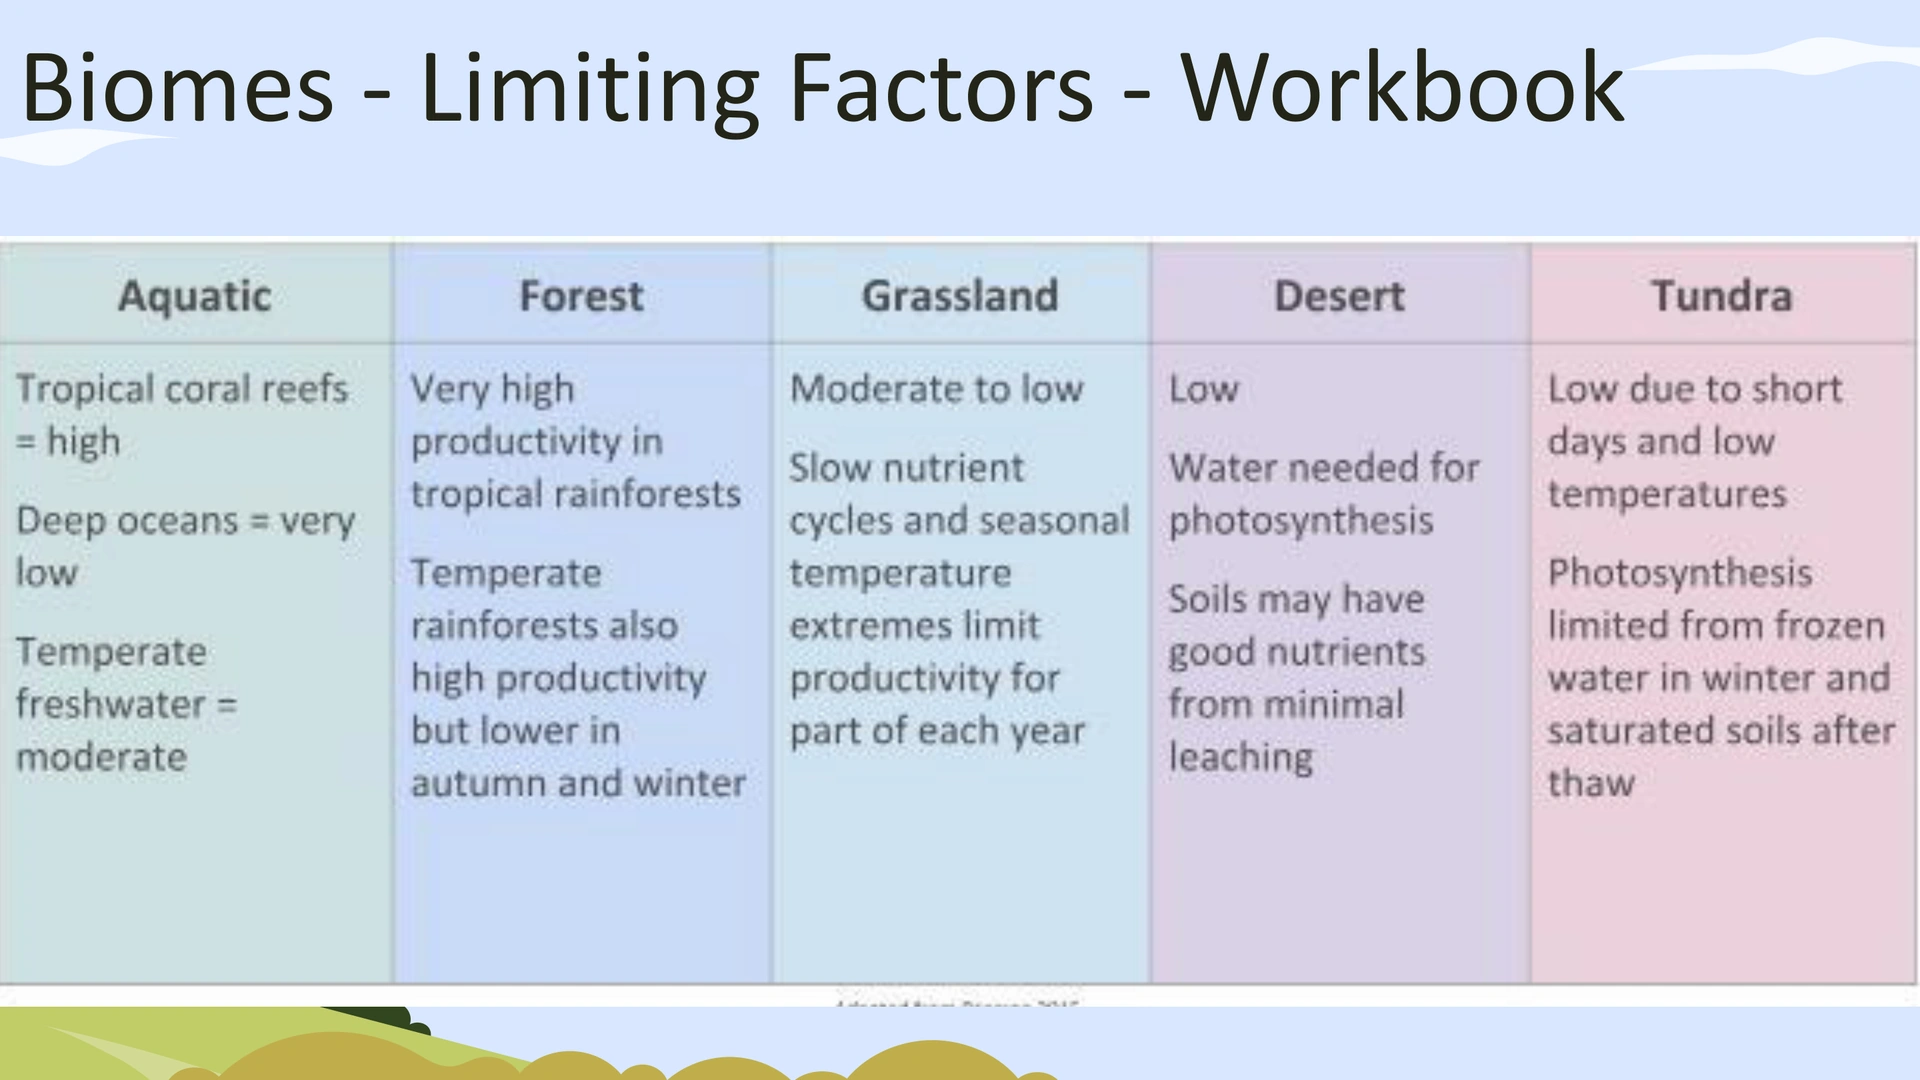 Biomes - Limiting Factors - Workbook
Aquatic
Tropical coral reefs
= high
Deep oceans = very
low
Temperate
freshwater =
moderate
Forest
Very high
productivity in
tropical rainforests
Temperate
rainforests also
high productivity
but lower in
autumn and winter
Grassland
Moderate to low
Slow nutrient
cycles and seasonal
temperature
extremes limit
productivity for
part of each year
Desert
Low
Water needed for
photosynthesis
Soils may have
good nutrients
from minimal
leaching
Tundra
Low due to short
days and low
temperatures
Photosynthesis
limited from frozen
water in winter and
saturated soils after
thaw